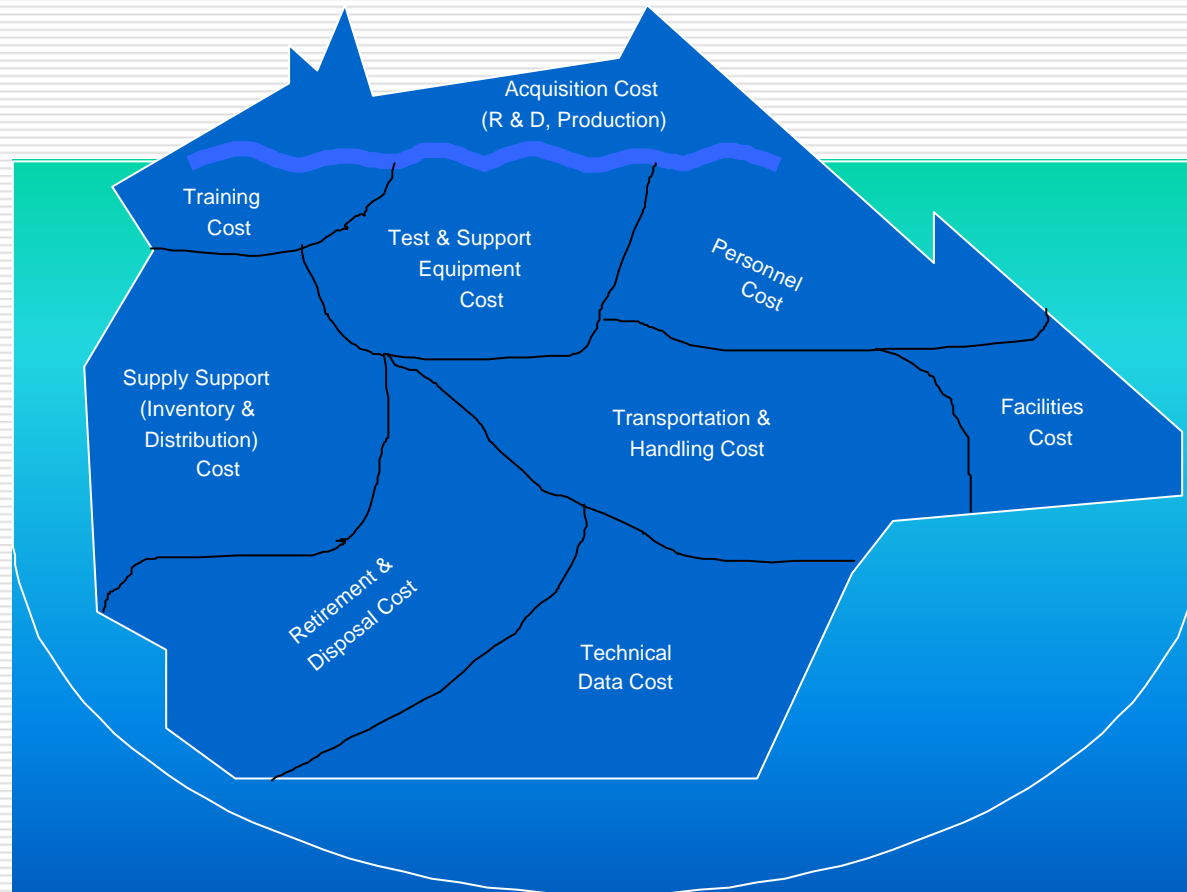 Acquisition Cost
(R & D, Production)
Training
Cost
Test & Support
Equipment
Cost
Personnel
Cost
Supply Support
(Inventory &
Distribution)
Cost
Transportation &
Handling Cost
Facilities
Cost
Retirement &
Disposal Cost
Technical
Data Cost